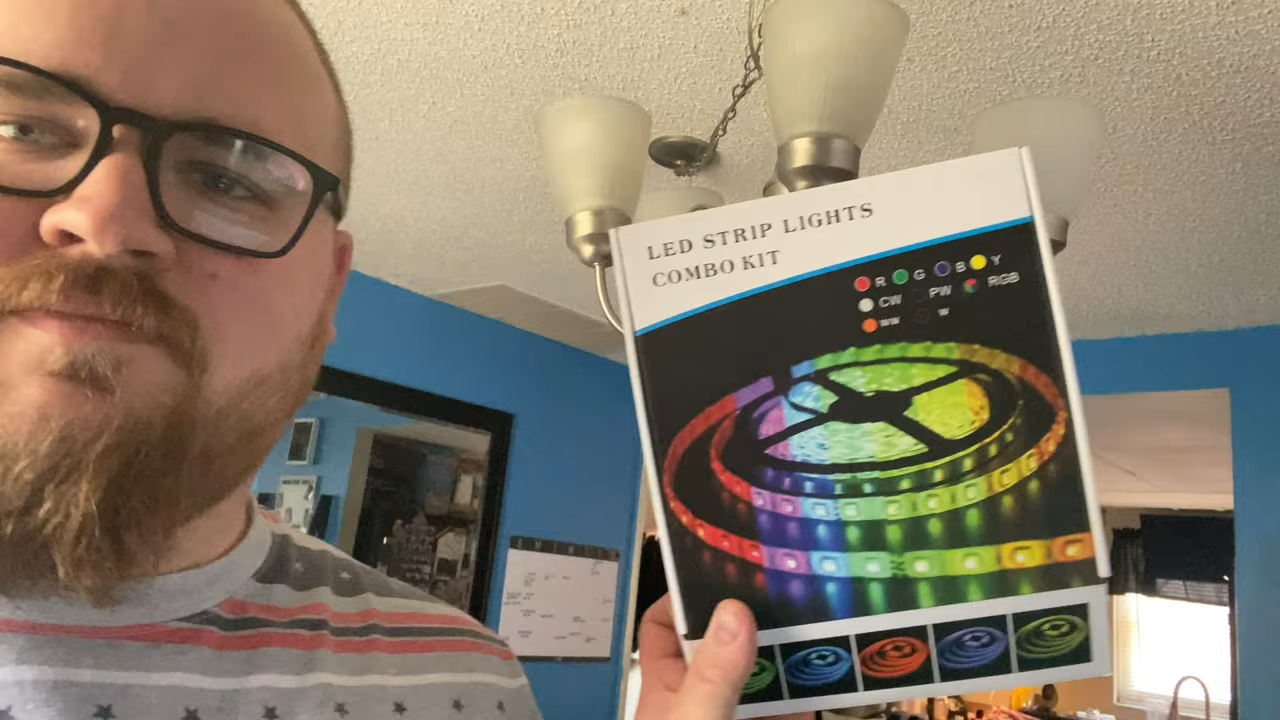 LED STRIP LIGHTS
COMBO KIT
R G B Y
CW PW RGB
WW W